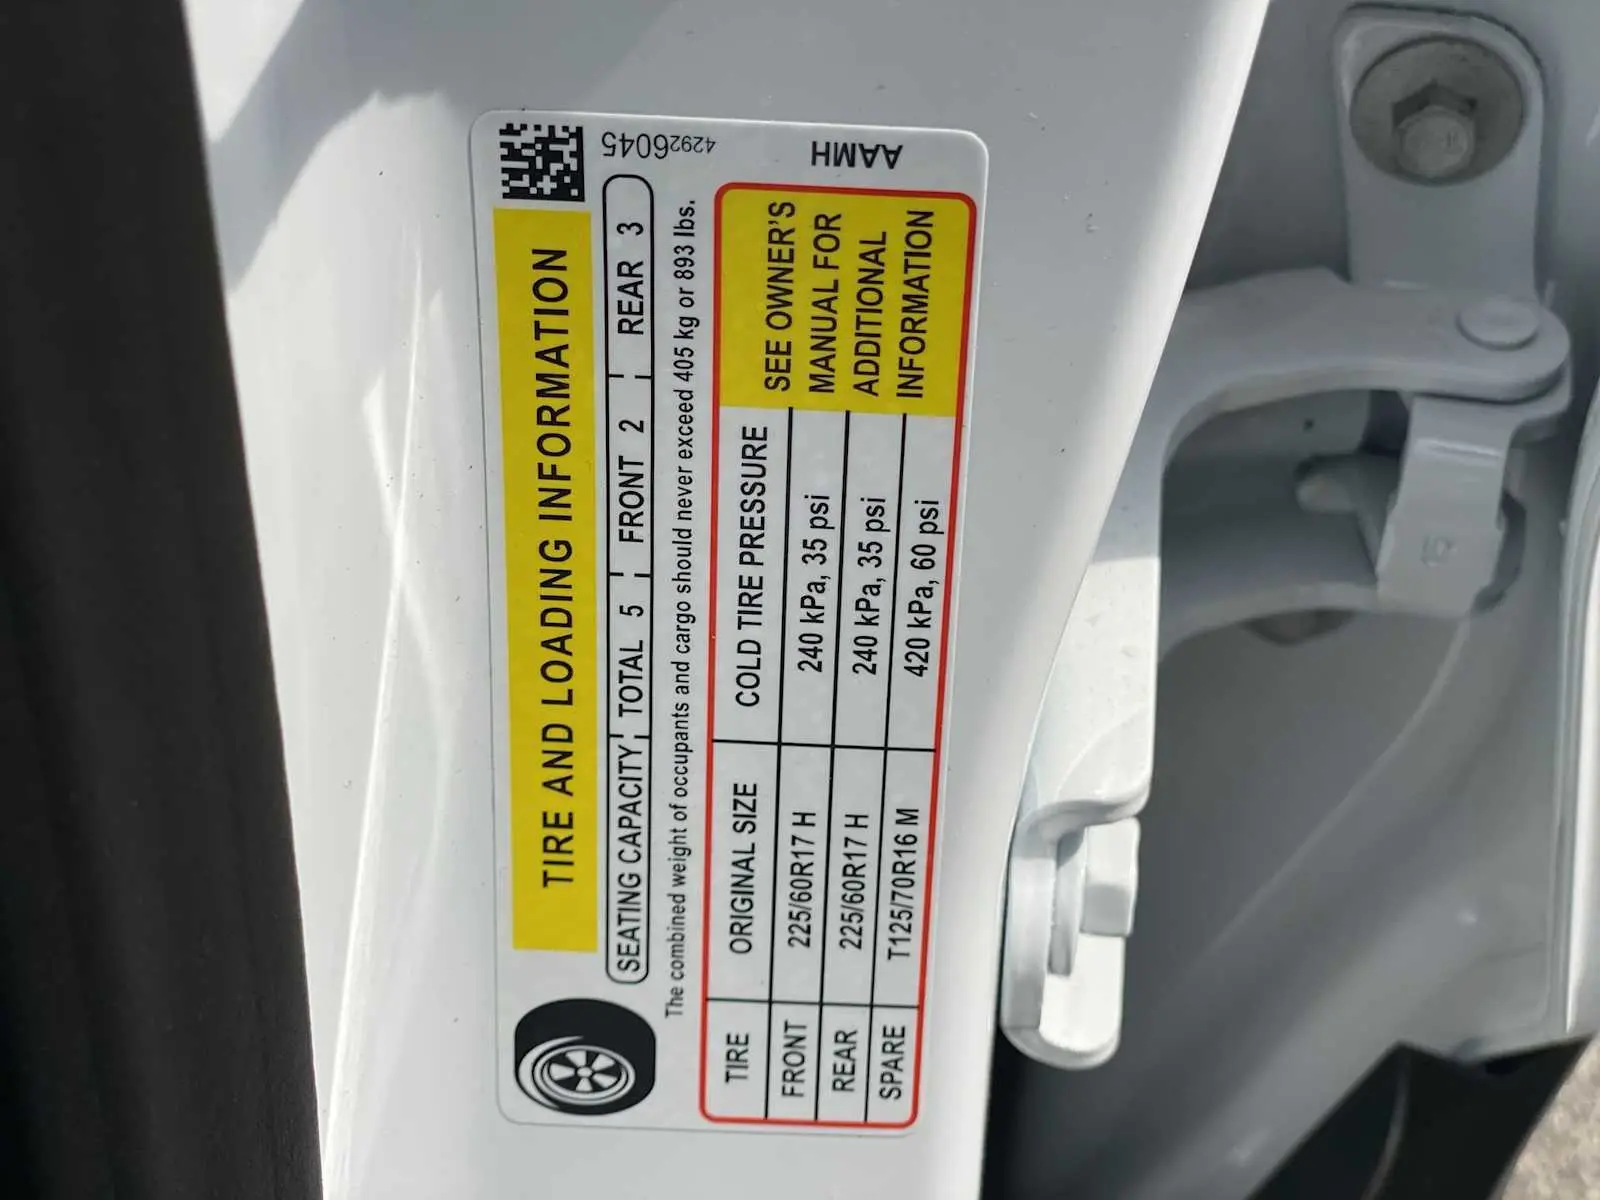 TIRE AND LOADING INFORMATION
SEATING CAPACITY TOTAL 5 FRONT 2 REAR 3
The combined weight of occupants and cargo should never exceed 405 kg or 893 lbs.
TIRE ORIGINAL SIZE COLD TIRE PRESSURE
FRONT 225/60R17 H 240 kPa, 35 psi
REAR 225/60R17 H 240 kPa, 35 psi
SPARE T125/70R16 M 420 kPa, 60 psi
SEE OWNER'S
MANUAL FOR
ADDITIONAL
INFORMATION
42926045
AAMH